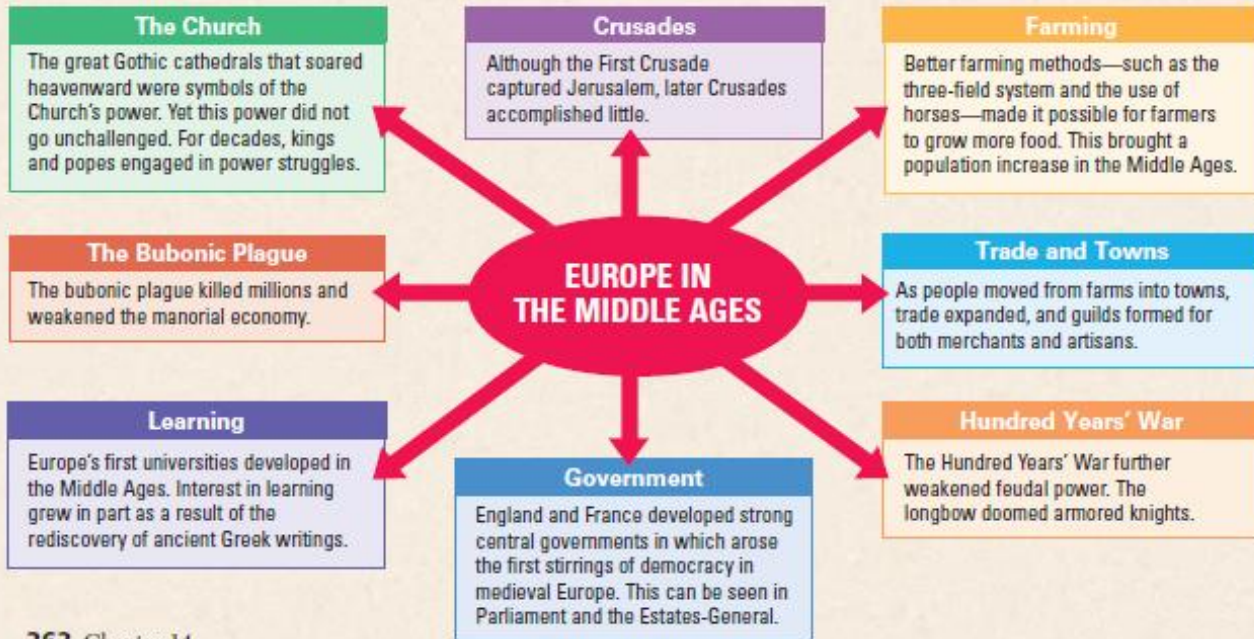 The Church
The great Gothic cathedrals that soared
heavenward were symbols of the
Church's power. Yet this power did not
go unchallenged. For decades, kings
and popes engaged in power struggles.
Crusades
Although the First Crusade
captured Jerusalem, later Crusades
accomplished little.
Farming
Better farming methods—such as the
three-field system and the use of
horses—made it possible for farmers
to grow more food. This brought a
population increase in the Middle Ages.
The Bubonic Plague
The bubonic plague killed millions and
weakened the manorial economy.
EUROPE IN
THE MIDDLE AGES
Trade and Towns
As people moved from farms into towns,
trade expanded, and guilds formed for
both merchants and artisans.
Learning
Europe's first universities developed in
the Middle Ages. Interest in learning
grew in part as a result of the
rediscovery of ancient Greek writings.
Government
England and France developed strong
central governments in which arose
the first stirrings of democracy in
medieval Europe. This can be seen in
Parliament and the Estates-General.
Hundred Years' War
The Hundred Years' War further
weakened feudal power. The
longbow doomed armored knights.